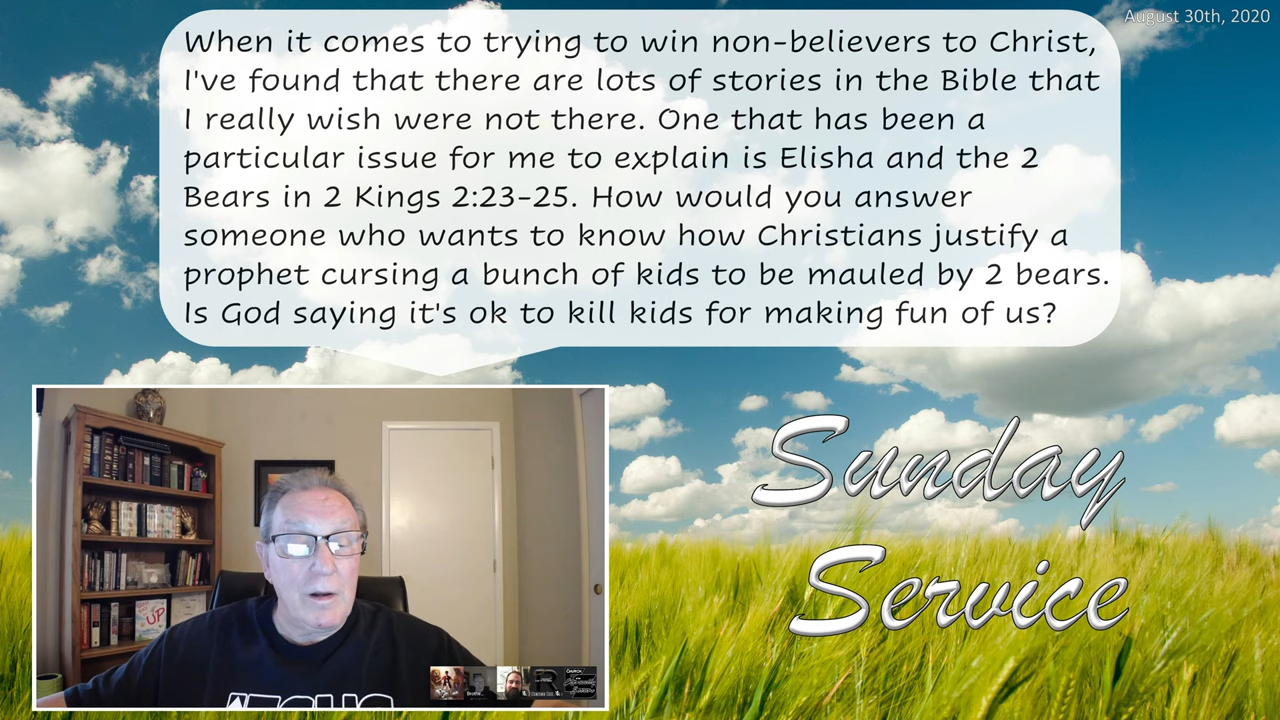 August 30th, 2020
When it comes to trying to win non-believers to Christ,
I've found that there are lots of stories in the Bible that
I really wish were not there. One that has been a
particular issue for me to explain is Elisha and the 2
Bears in 2 Kings 2:23-25. How would you answer
someone who wants to know how Christians justify a
prophet cursing a bunch of kids to be mauled by 2 bears.
Is God saying it's ok to kill kids for making fun of us?
Sunday
Service
UP